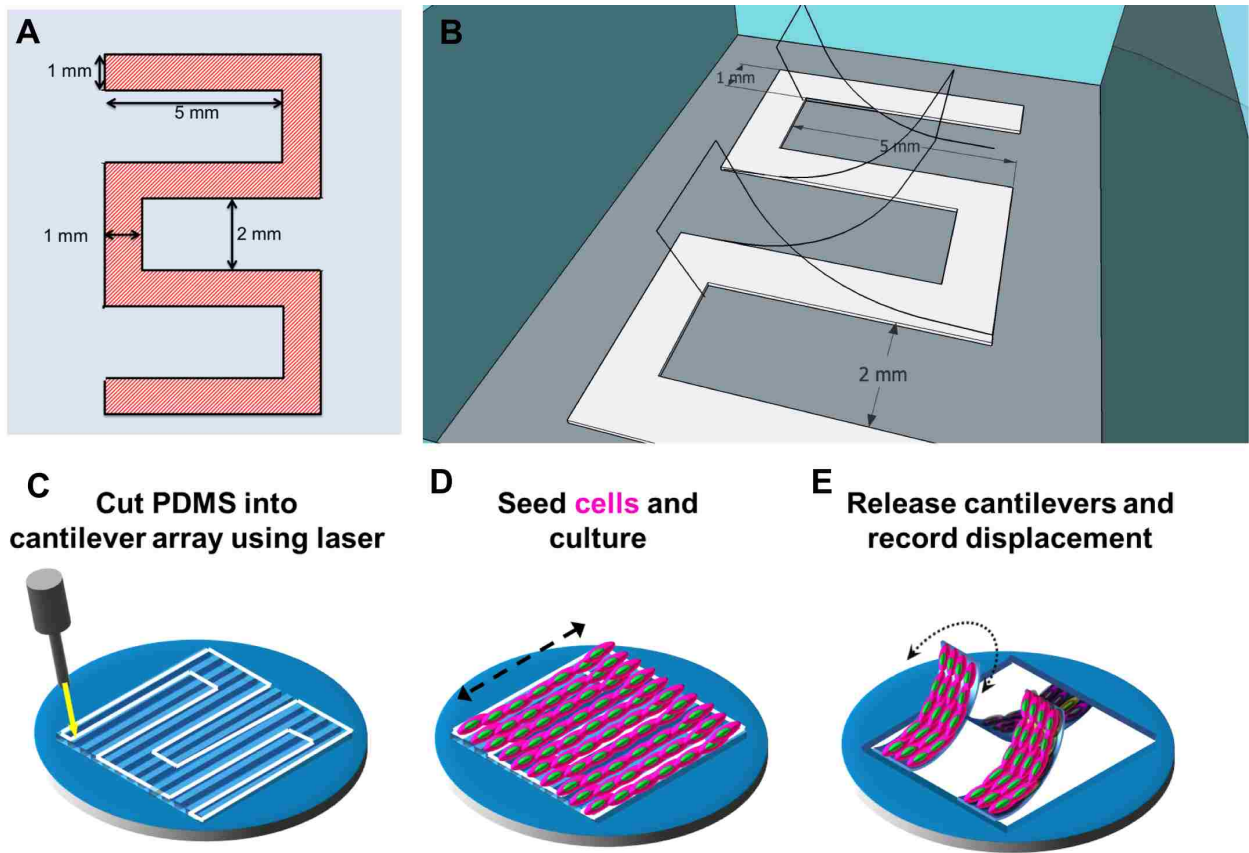 A
1 mm
5 mm
1 mm
2 mm
B
1 mm
5 mm
2 mm
C
Cut PDMS into
cantilever array using laser
D
Seed cells and
culture
E
Release cantilevers and
record displacement